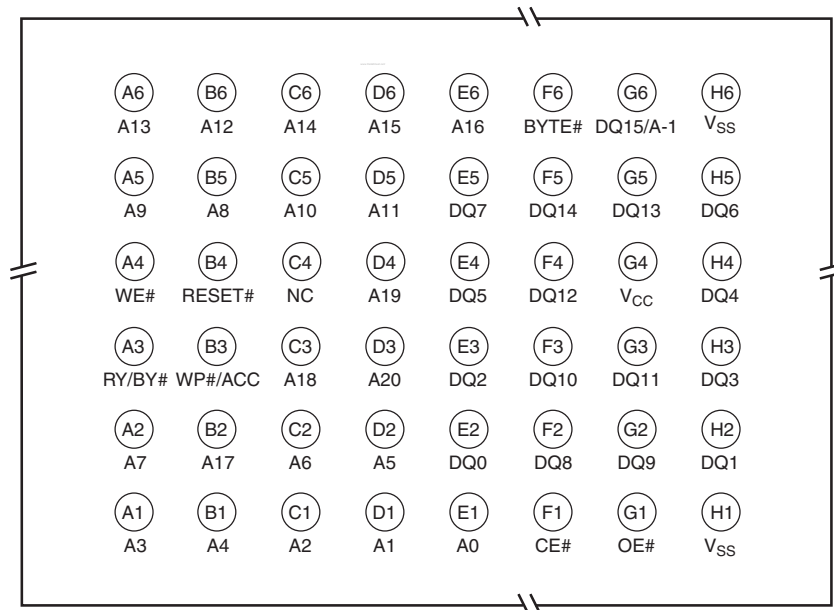 A6 B6 C6 D6 E6 F6 G6 H6
A13 A12 A14 A15 A16 BYTE# DQ15/A-1 VSS
A5 B5 C5 D5 E5 F5 G5 H5
A9 A8 A10 A11 DQ7 DQ14 DQ13 DQ6
A4 B4 C4 D4 E4 F4 G4 H4
WE# RESET# NC A19 DQ5 DQ12 VCC DQ4
A3 B3 C3 D3 E3 F3 G3 H3
RY/BY# WP#/ACC A18 A20 DQ2 DQ10 DQ11 DQ3
A2 B2 C2 D2 E2 F2 G2 H2
A7 A17 A6 A5 DQ0 DQ8 DQ9 DQ1
A1 B1 C1 D1 E1 F1 G1 H1
A3 A4 A2 A1 A0 CE# OE# VSS